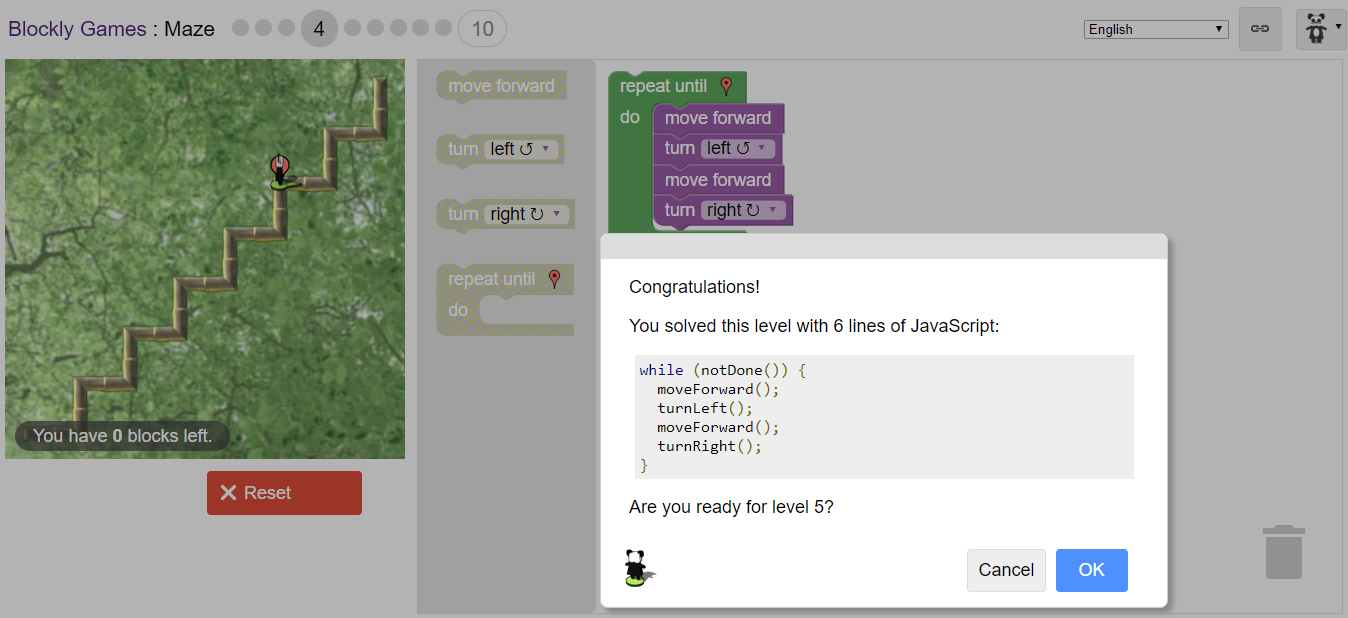 Blockly Games : Maze
4
10
English
move forward
turn left ↺
turn right ↻
repeat until
do
repeat until
do
move forward
turn left ↺
move forward
turn right ↻
You have 0 blocks left.
Reset
Congratulations!
You solved this level with 6 lines of JavaScript:
while (notDone()) {
  moveForward();
  turnLeft();
  moveForward();
  turnRight();
}
Are you ready for level 5?
Cancel
OK